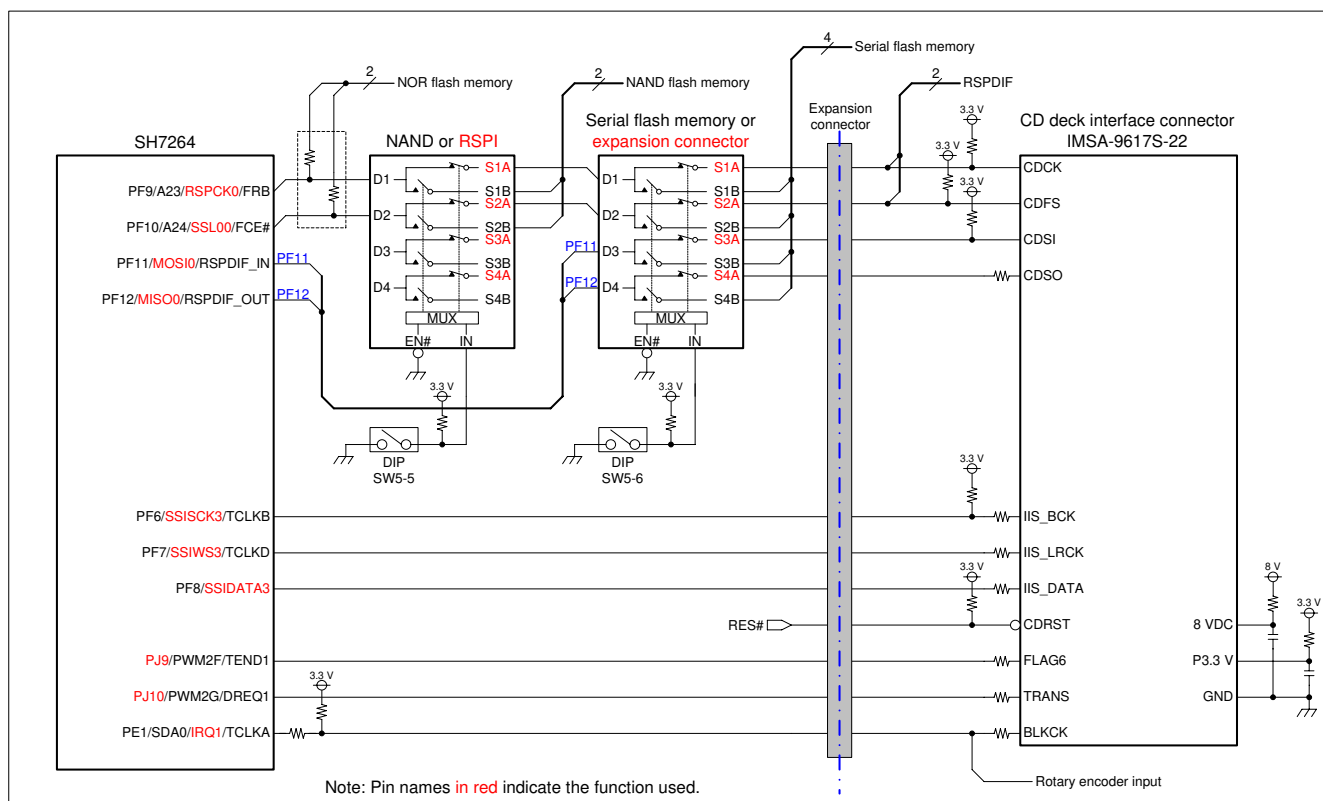 4
Serial flash memory
2
NOR flash memory
2
NAND flash memory
2
RSPDIF
Expansion
connector
3.3 V
CD deck interface connector
IMSA-9617S-22
3.3 V
3.3 V
SH7264
NAND or RSPI
Serial flash memory or
expansion connector
PF9/A23/RSPCK0/FRB
PF10/A24/SSL00/FCE#
PF11/MOSI0/RSPDIF_IN
PF11
PF12/MISO0/RSPDIF_OUT
PF12
D1
S1A
S1B
D2
S2A
S2B
D3
S3A
S3B
D4
S4A
S4B
MUX
EN#
IN
3.3 V
DIP
SW5-5
PF11
PF12
D1
S1A
S1B
D2
S2A
S2B
D3
S3A
S3B
D4
S4A
S4B
MUX
EN#
IN
3.3 V
DIP
SW5-6
CDCK
CDFS
CDSI
CDSO
3.3 V
PF6/SSISCK3/TCLKB
IIS_BCK
PF7/SSIWS3/TCLKD
IIS_LRCK
3.3 V
PF8/SSIDATA3
IIS_DATA
8 V
3.3 V
RES#
CDRST
8 VDC
PJ9/PWM2F/TEND1
FLAG6
P3.3 V
3.3 V
PJ10/PWM2G/DREQ1
TRANS
GND
PE1/SDA0/IRQ1/TCLKA
BLKCK
Rotary encoder input
Note: Pin names in red indicate the function used.